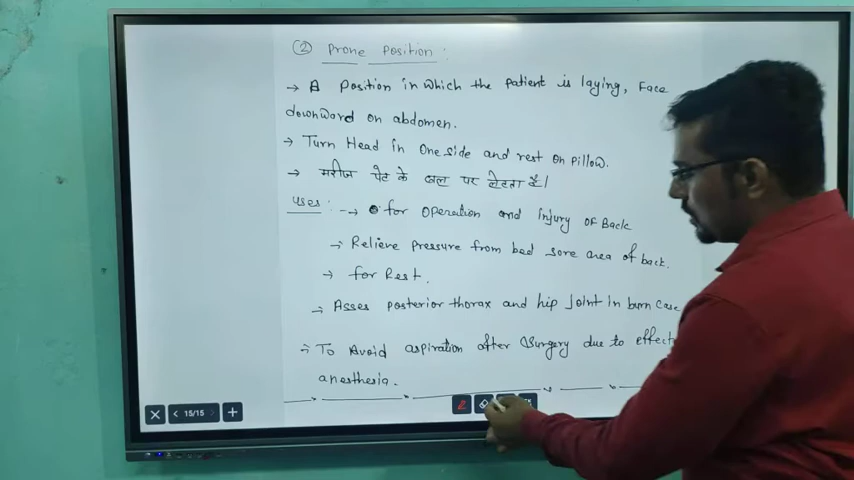 ② Prone Position :
→ A Position in which the Patient is laying, Face
downward on abdomen.
→ Turn Head in one side and rest on Pillow.
→ मरीज पेट के बल पर लेटता है।
Uses : → for operation and injury of Back
→ Relieve pressure from bed sore area of back.
→ for Rest.
→ Asses posterior thorax and hip Joint in burn case
→ To Avoid aspiration after Surgery due to effect
anesthesia.
15/15